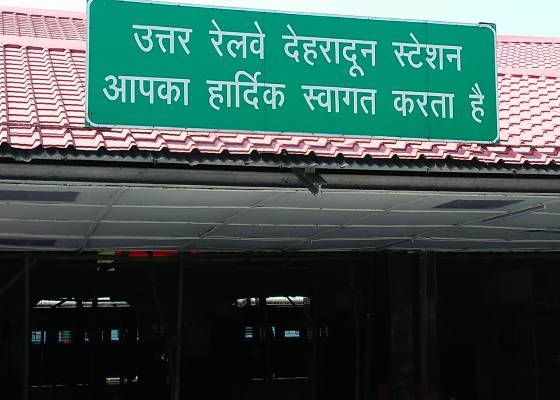 उत्तर रेलवे देहरादून स्टेशन
आपका हार्दिक स्वागत करता है